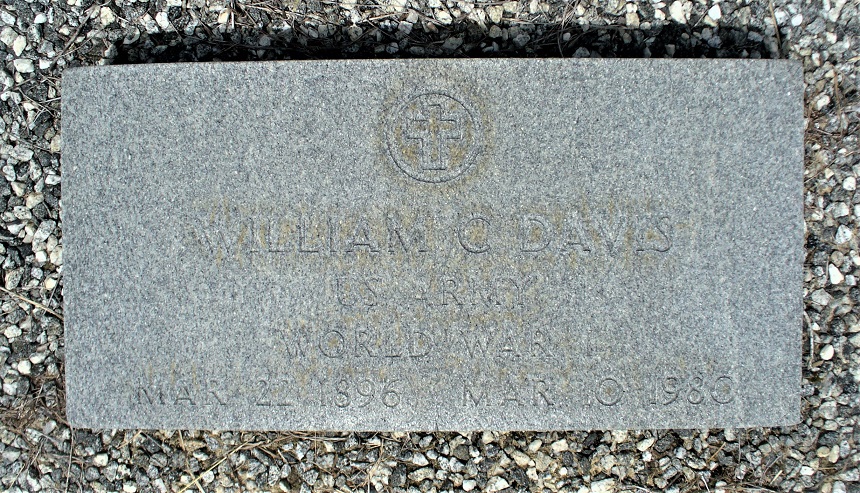 WILLIAM C DAVIS
US ARMY
WORLD WAR I
MAR 22 1896 MAR 10 1980